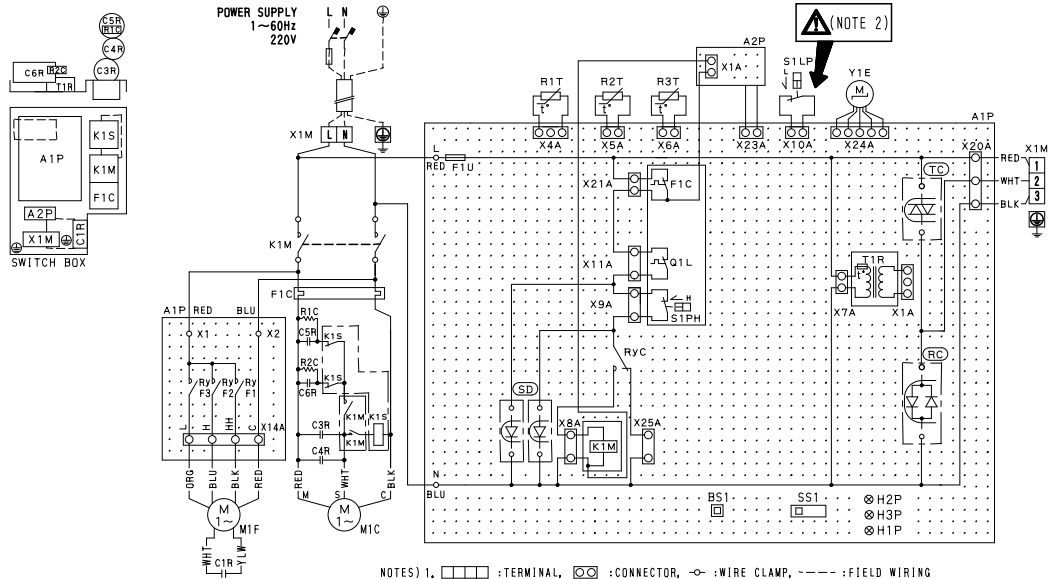 POWER SUPPLY
1~60Hz
220V
L N
(NOTE 2)
C5R
R1C
C4R
C3R
C6R
R2C
T1R
A1P
K1S
K1M
F1C
A2P
X1M
C1R
SWITCH BOX
X1M
L N
K1M
F1C
A1P RED BLU
X1 X2
Ry F3
Ry F2
Ry F1
L H HH C X14A
ORG BLU BLK RED
M
1~
M1F
WHT YLW
C1R
R1C
C5R
K1S
R2C
C6R
K1S
K1M
K1S
C3R
K1M
C4R
RED WHT BLK
M S C
M
1~
M1C
A2P
X1A
R1T R2T R3T S1LP Y1E
t° t° t° L M
X4A X5A X6A X23A X10A X24A
A1P
L
RED
F1U
X20A
X1M
RED 1
WHT 2
BLK 3
X21A F1C
TC
X11A Q1L
X9A H
S1PH
T1R
X7A X1A
RyC
RC
SD
X8A X25A
K1M
N
BLU
BS1 SS1
H2P
H3P
H1P
NOTES) 1. :TERMINAL, :CONNECTOR, :WIRE CLAMP, :FIELD WIRING